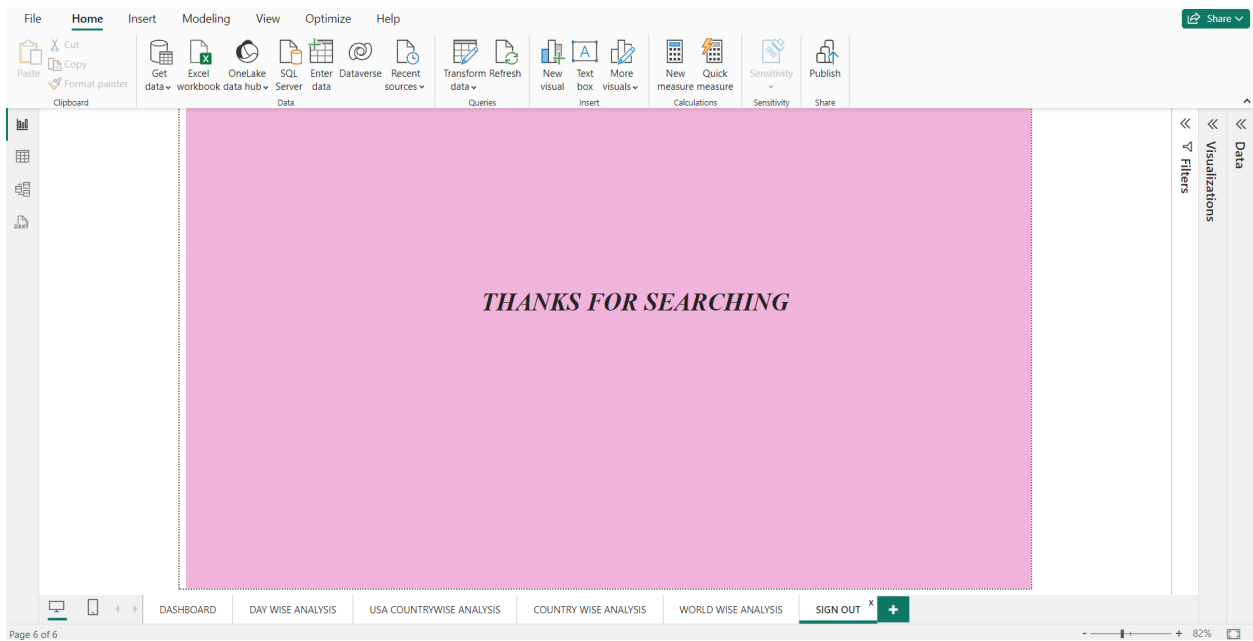 File Home Insert Modeling View Optimize Help Share
Paste Cut
Copy
Format painter
Get data Excel workbook OneLake data hub SQL Server Enter data Dataverse Recent sources Transform data Refresh New visual Text box More visuals New measure Quick measure Sensitivity Publish
Clipboard Data Queries Insert Calculations Sensitivity Share
Filters
Visualizations
Data
DAX
THANKS FOR SEARCHING
DASHBOARD DAY WISE ANALYSIS USA COUNTRYWISE ANALYSIS COUNTRY WISE ANALYSIS WORLD WISE ANALYSIS SIGN OUT x +
Page 6 of 6 - + 82%